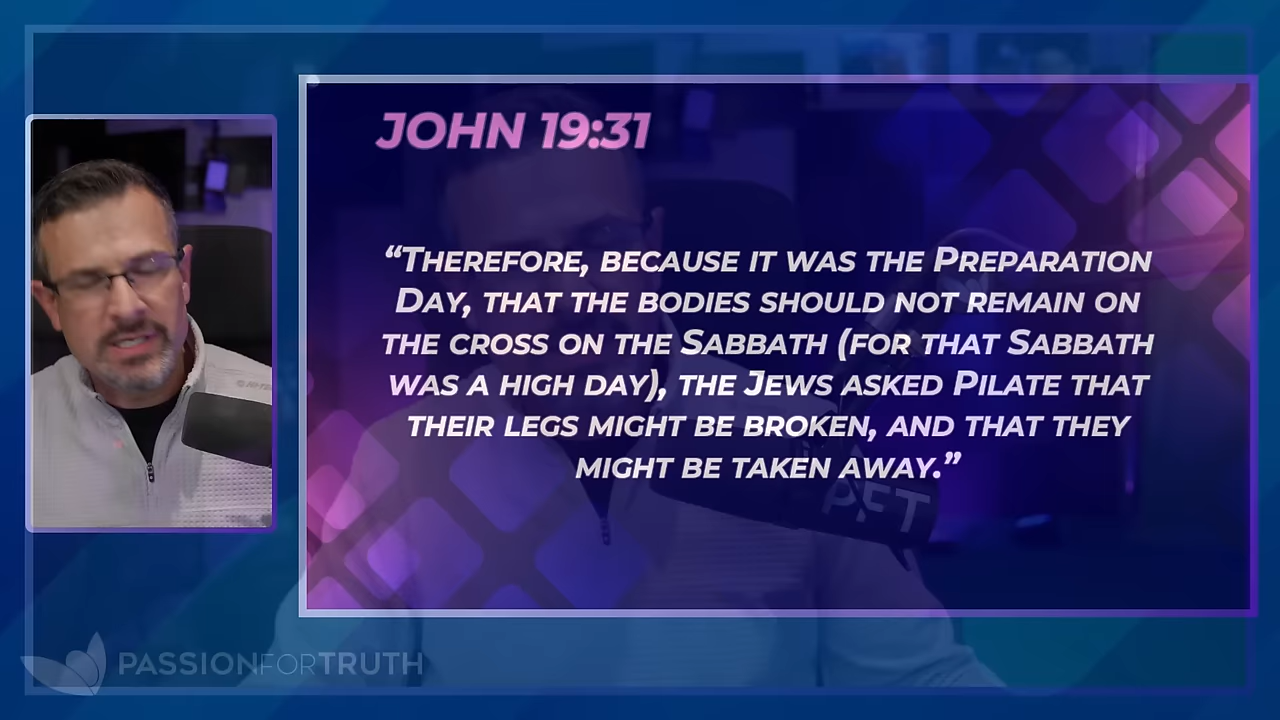 JOHN 19:31
“THEREFORE, BECAUSE IT WAS THE PREPARATION
DAY, THAT THE BODIES SHOULD NOT REMAIN ON
THE CROSS ON THE SABBATH (FOR THAT SABBATH
WAS A HIGH DAY), THE JEWS ASKED PILATE THAT
THEIR LEGS MIGHT BE BROKEN, AND THAT THEY
MIGHT BE TAKEN AWAY.”
PFT
PASSIONFORTRUTH